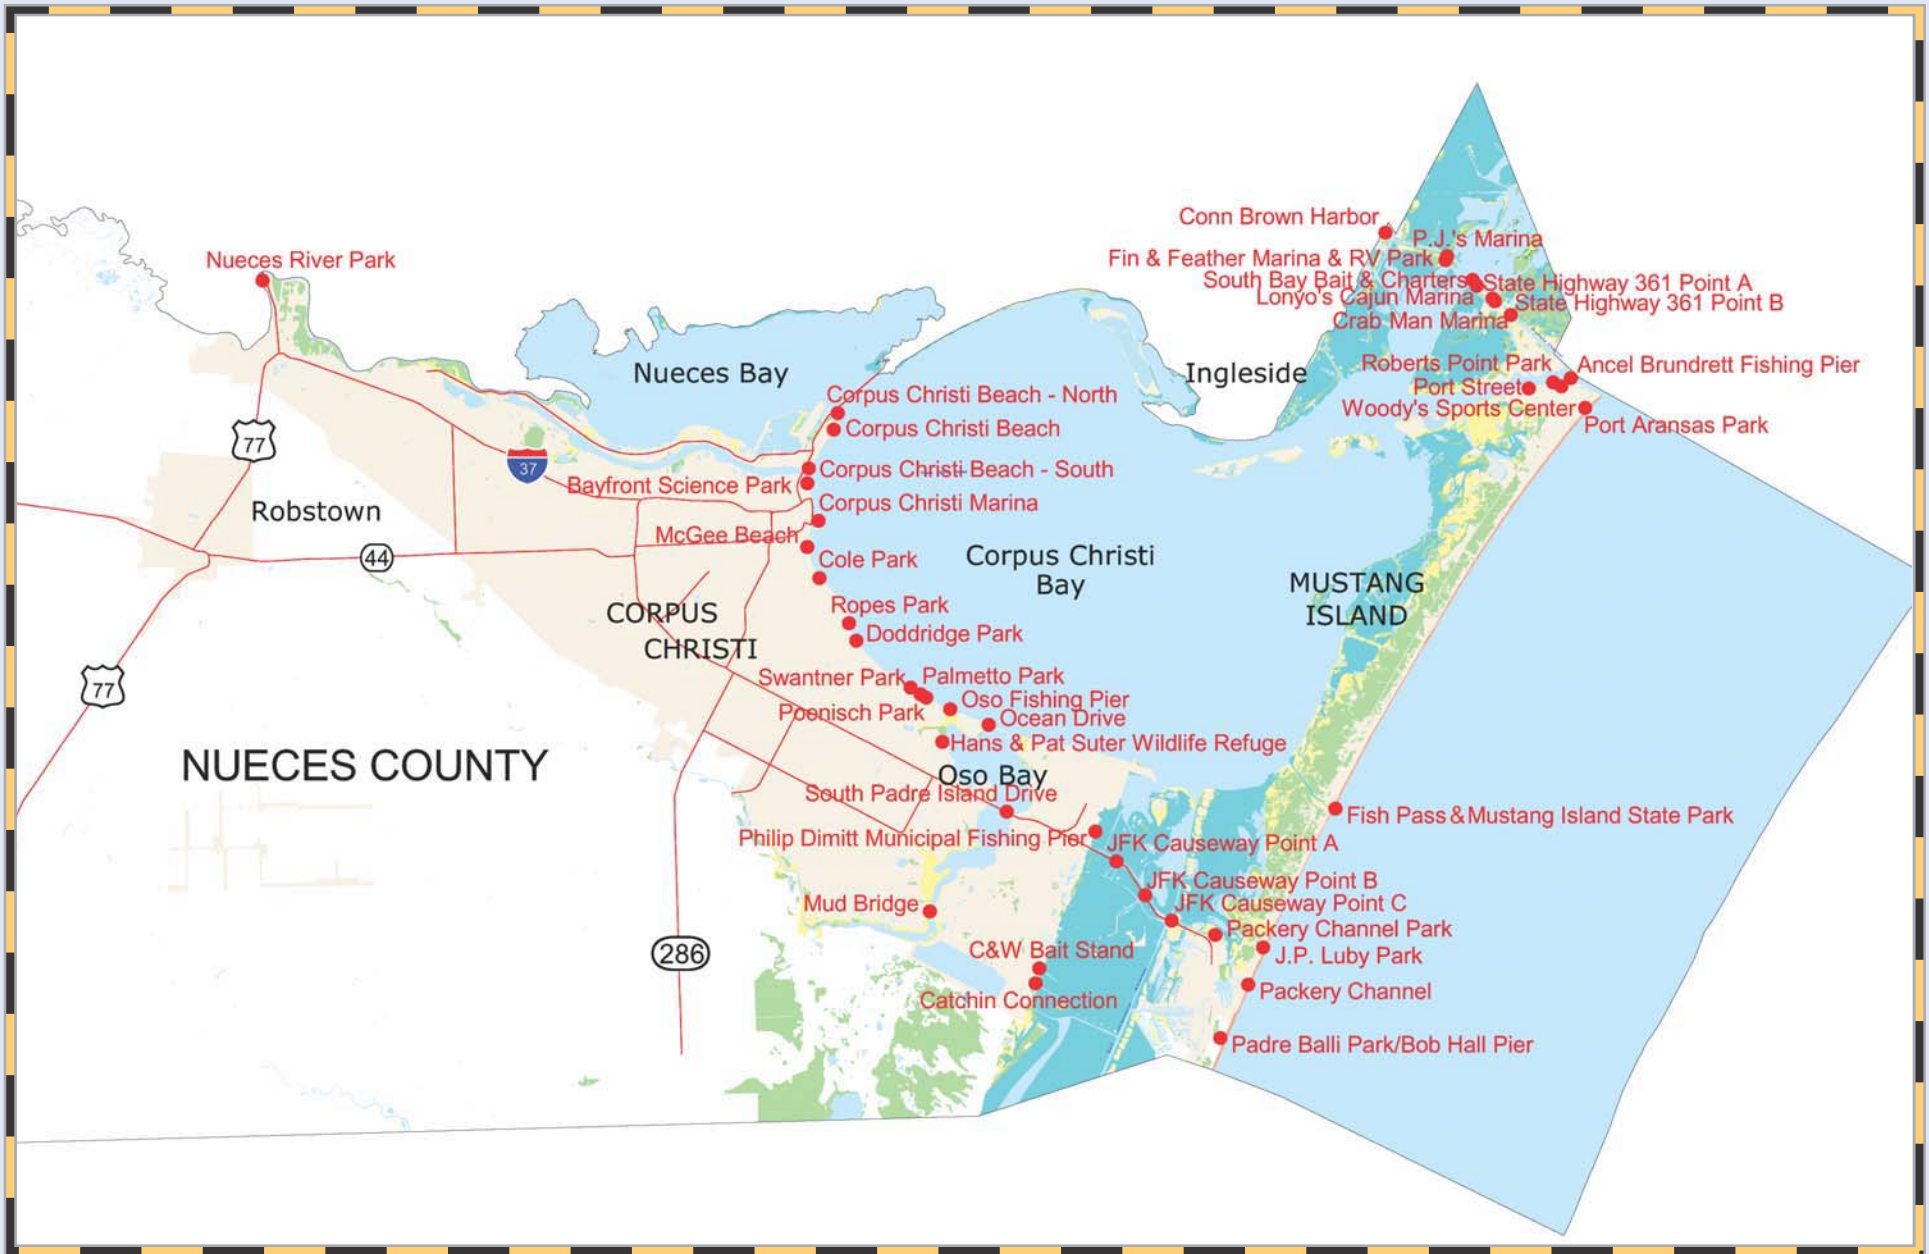 Conn Brown Harbor
P.J.'s Marina
Nueces River Park
Fin & Feather Marina & RV Park
South Bay Bait & Charters
State Highway 361 Point A
Lonyo's Cajun Marina
State Highway 361 Point B
Crab Man Marina
Nueces Bay
Ingleside
Roberts Point Park
Ancel Brundrett Fishing Pier
Port Street
Corpus Christi Beach - North
Woody's Sports Center
Port Aransas Park
Corpus Christi Beach
77
37
Corpus Christi Beach - South
Bayfront Science Park
Corpus Christi Marina
Robstown
McGee Beach
44
Cole Park
Corpus Christi
Bay
MUSTANG
ISLAND
CORPUS
CHRISTI
Ropes Park
Doddridge Park
77
Swantner Park
Palmetto Park
Oso Fishing Pier
Poenisch Park
Ocean Drive
Hans & Pat Suter Wildlife Refuge
NUECES COUNTY
Oso Bay
South Padre Island Drive
Fish Pass & Mustang Island State Park
Philip Dimitt Municipal Fishing Pier
JFK Causeway Point A
JFK Causeway Point B
Mud Bridge
JFK Causeway Point C
Packery Channel Park
286
C&W Bait Stand
J.P. Luby Park
Packery Channel
Catchin Connection
Padre Balli Park/Bob Hall Pier